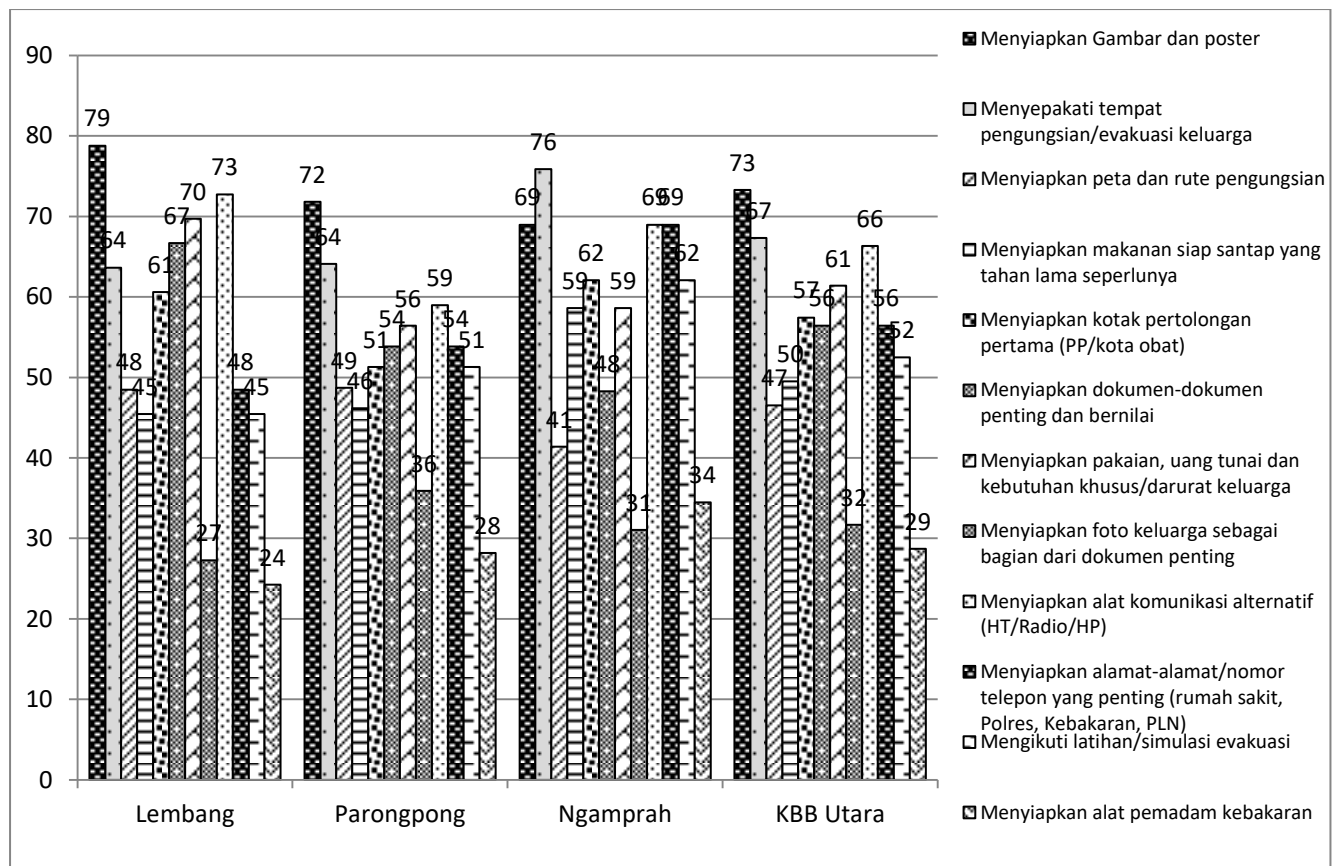 90
80
70
60
50
40
30
20
10
0
79
64
48
45
61
67
70
27
73
48
45
24
72
64
49
46
51
54
56
36
59
54
51
28
69
76
41
59
62
48
59
31
69
69
62
34
73
67
47
50
57
56
61
32
66
56
52
29
Lembang
Parongpong
Ngamprah
KBB Utara
Menyiapkan Gambar dan poster
Menyepakati tempat
pengungsian/evakuasi keluarga
Menyiapkan peta dan rute pengungsian
Menyiapkan makanan siap santap yang
tahan lama seperlunya
Menyiapkan kotak pertolongan
pertama (PP/kota obat)
Menyiapkan dokumen-dokumen
penting dan bernilai
Menyiapkan pakaian, uang tunai dan
kebutuhan khusus/darurat keluarga
Menyiapkan foto keluarga sebagai
bagian dari dokumen penting
Menyiapkan alat komunikasi alternatif
(HT/Radio/HP)
Menyiapkan alamat-alamat/nomor
telepon yang penting (rumah sakit,
Polres, Kebakaran, PLN)
Mengikuti latihan/simulasi evakuasi
Menyiapkan alat pemadam kebakaran